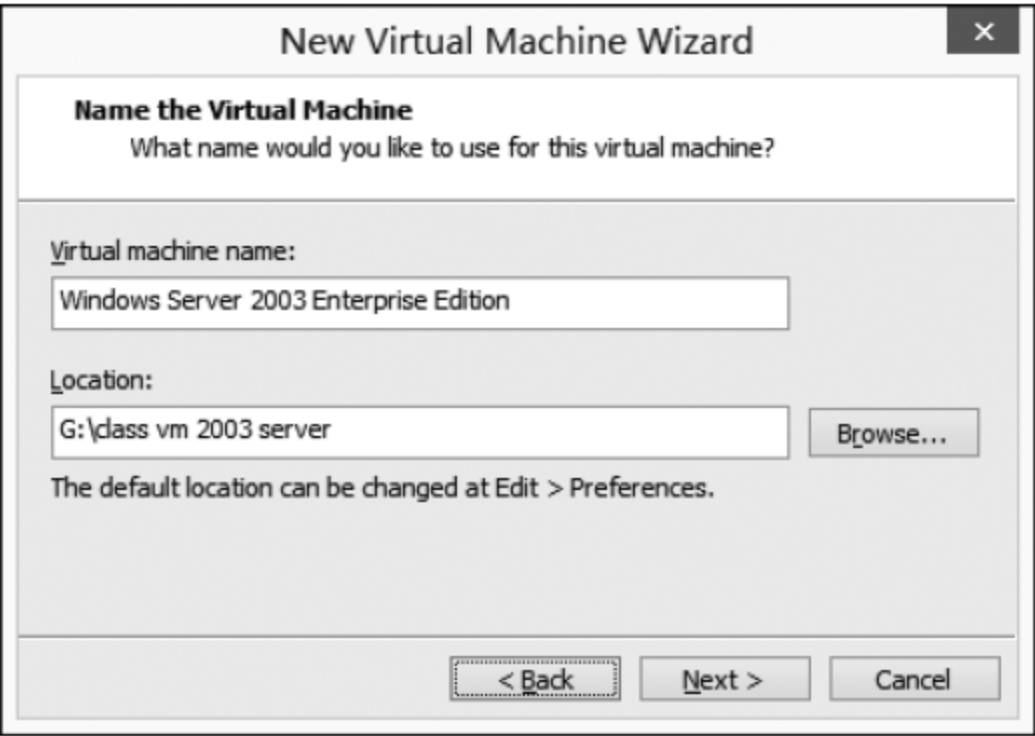 New Virtual Machine Wizard
Name the Virtual Machine
What name would you like to use for this virtual machine?
Virtual machine name:
Windows Server 2003 Enterprise Edition
Location:
G:\class vm 2003 server
Browse...
The default location can be changed at Edit > Preferences.
< Back
Next >
Cancel